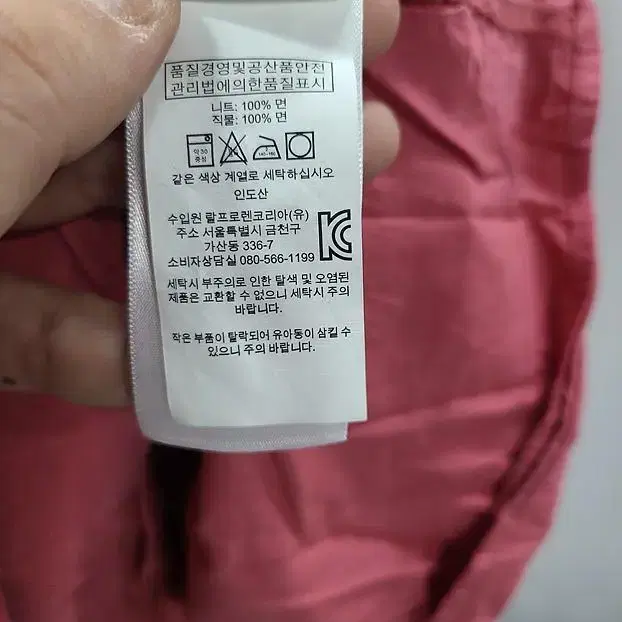 품질경영및공산품안전
관리법에의한품질표시
니트: 100% 면
직물: 100% 면
약 30
중성
140~160
같은 색상 계열로 세탁하십시오
인도산
수입원 랄프로렌코리아(유)
주소 서울특별시 금천구
가산동 336-7
소비자상담실 080-566-1199
세탁시 부주의로 인한 탈색 및 오염된
제품은 교환할 수 없으니 세탁시 주의
바랍니다.
작은 부품이 탈락되어 유아동이 삼킬 수
있으니 주의 바랍니다.